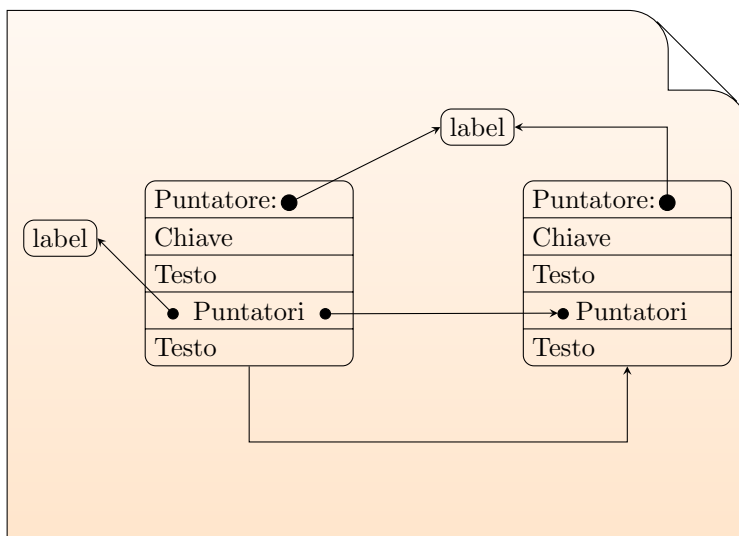 label
Puntatore:
Chiave
Testo
Puntatori
Testo
label
Puntatore:
Chiave
Testo
Puntatori
Testo